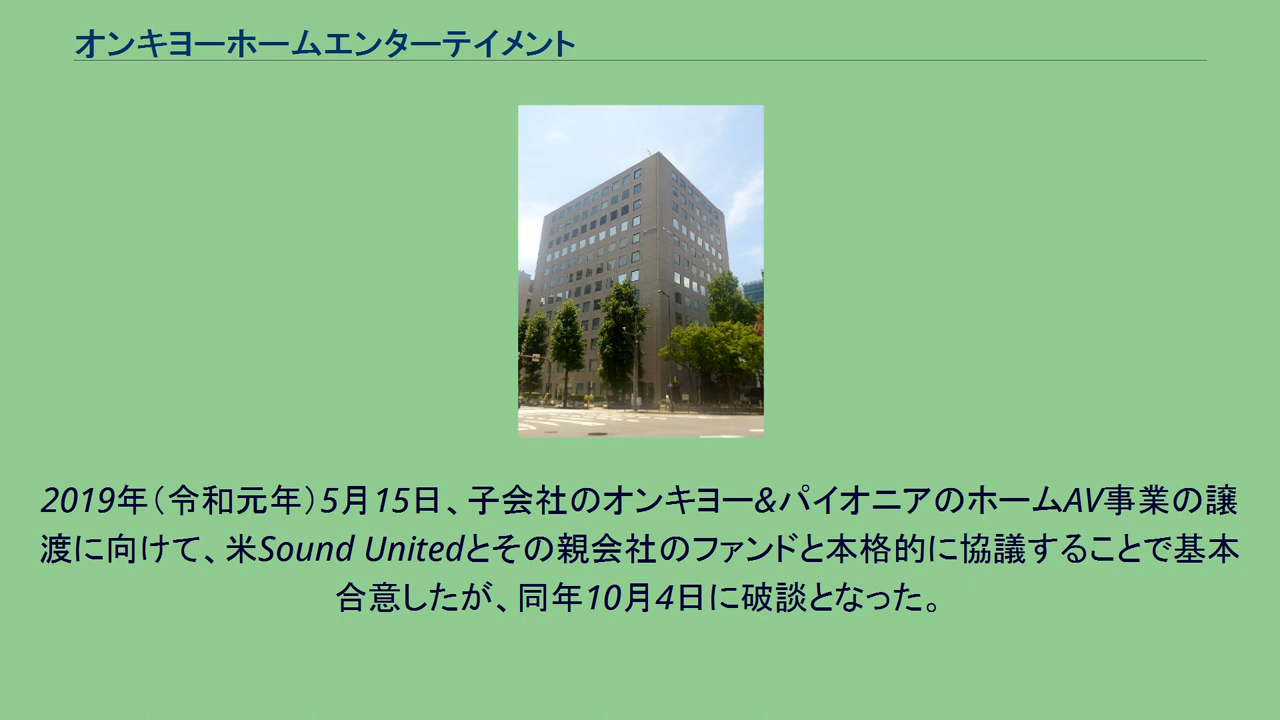 オンキヨーホームエンターテイメント
2019年（令和元年）5月15日、子会社のオンキヨー&パイオニアのホームAV事業の譲
渡に向けて、米Sound Unitedとその親会社のファンドと本格的に協議することで基本
合意したが、同年10月4日に破談となった。